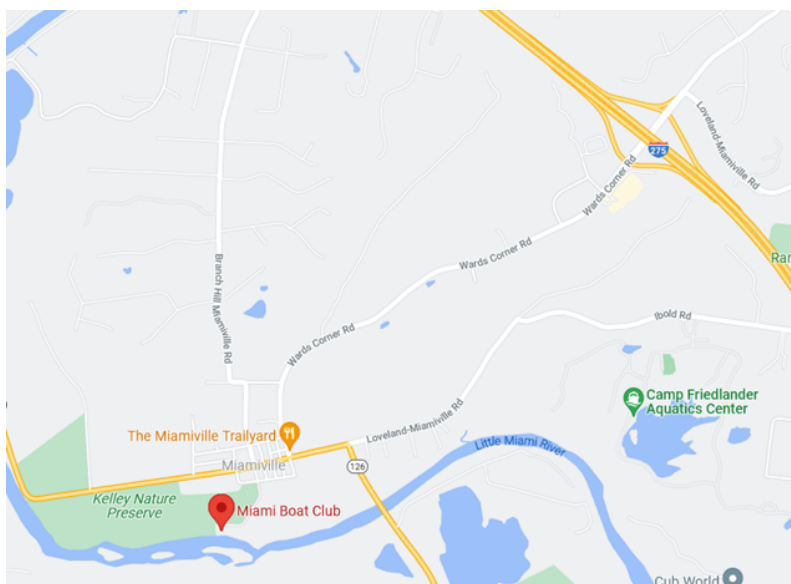 275
Loveland-Miamiville Rd
Wards Corner Rd
Wards Corner Rd
Branch Hill Miamiville Rd
Ibold Rd
Wards Corner Rd
Camp Friedlander
Aquatics Center
Loveland-Miamiville Rd
The Miamiville Trailyard
Little Miami River
Miamiville
126
Kelley Nature
Preserve
Miami Boat Club
Cub World